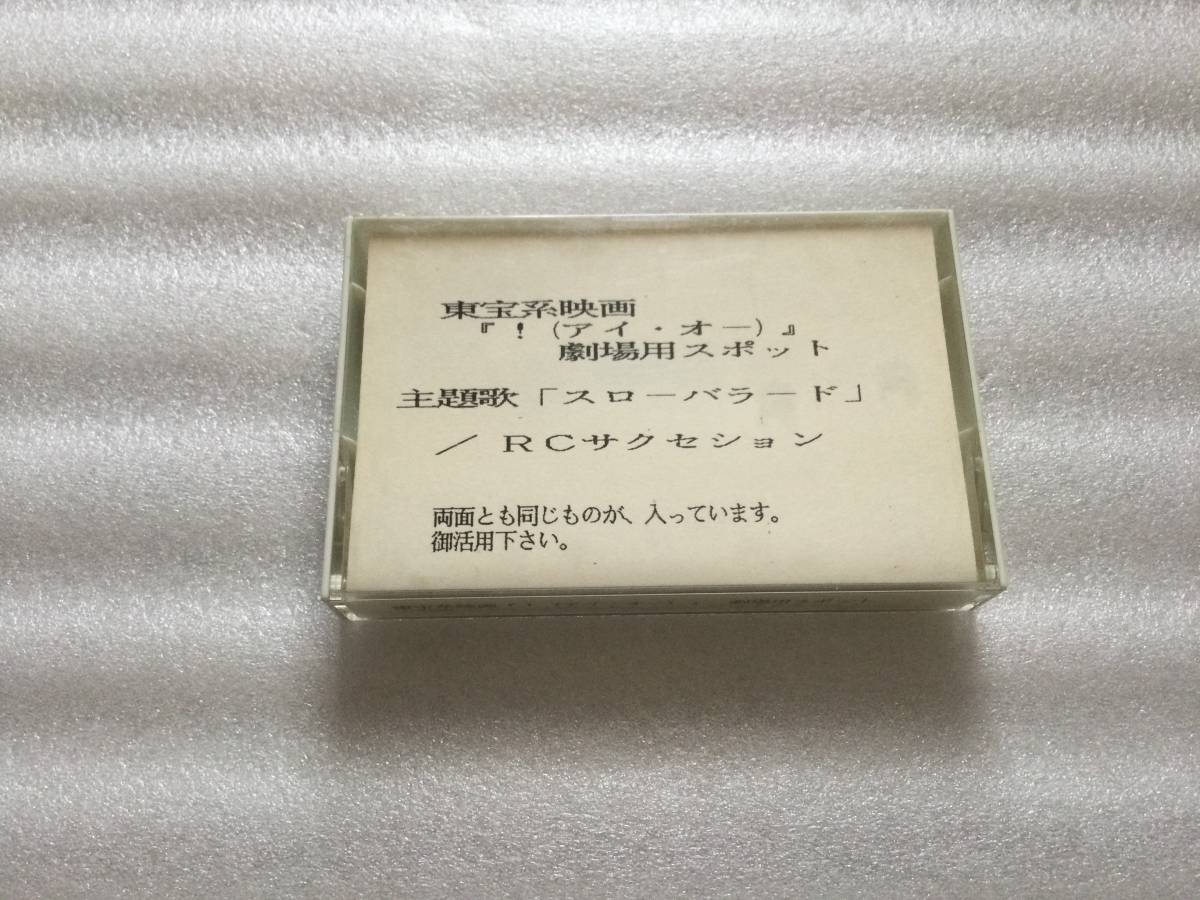 東宝系映画
『！（アイ・オー）』
劇場用スポット
主題歌「スローバラード」
／ ＲＣサクセション
両面とも同じものが、入っています。
御活用下さい。